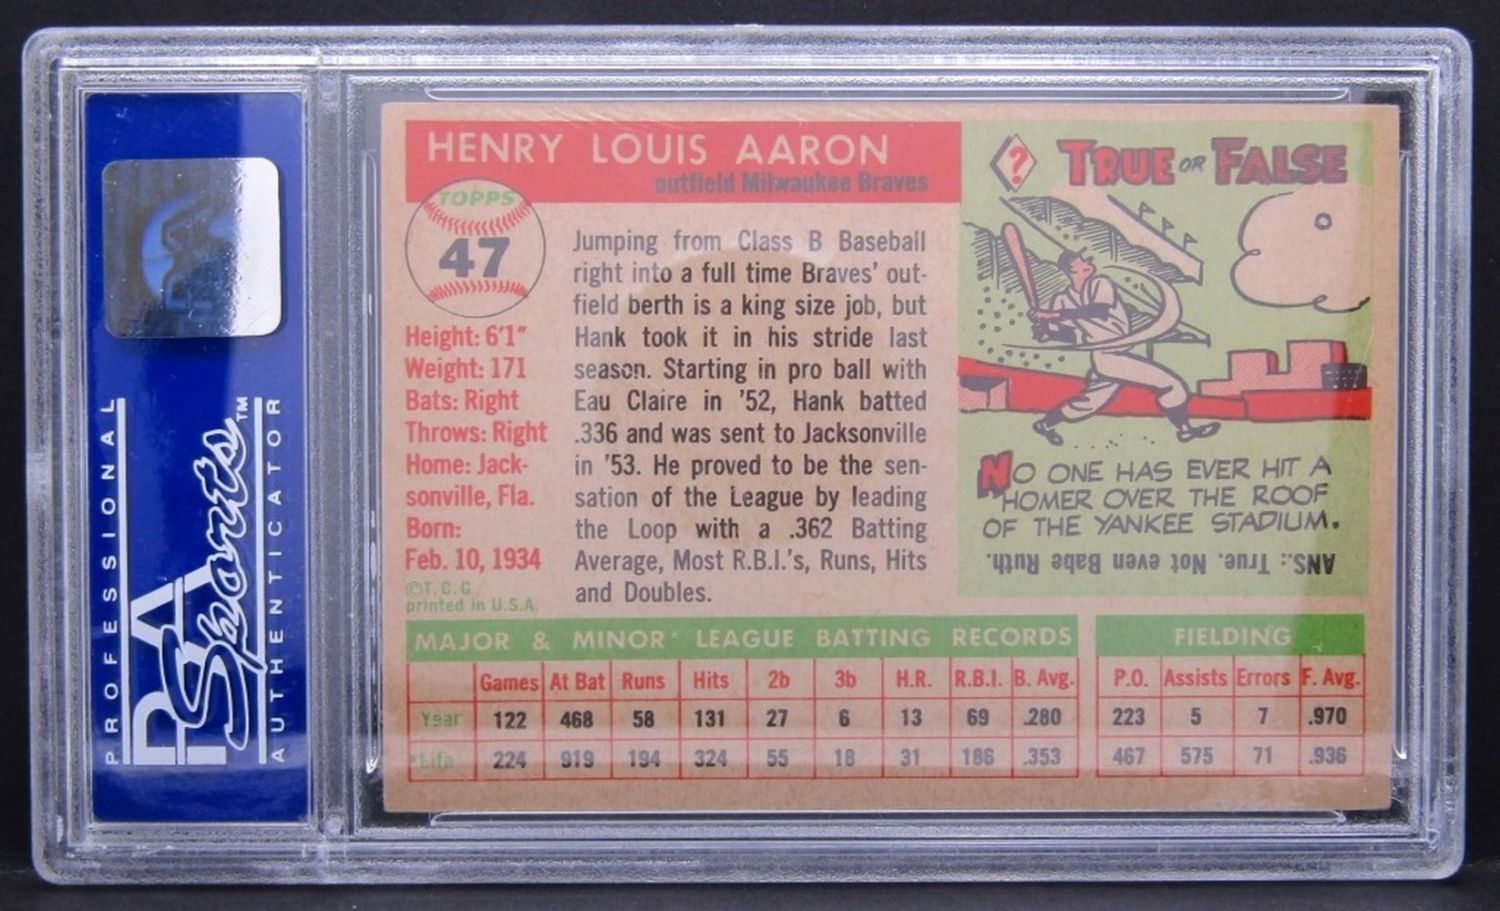 PROFESSIONAL
PSA
Sports™
AUTHENTICATOR
HENRY LOUIS AARON
outfield Milwaukee Braves
TOPPS
47
Height: 6'1"
Weight: 171
Bats: Right
Throws: Right
Home: Jack-
sonville, Fla.
Born:
Feb. 10, 1934
©T.C.G.
printed in U.S.A.
Jumping from Class B Baseball
right into a full time Braves' out-
field berth is a king size job, but
Hank took it in his stride last
season. Starting in pro ball with
Eau Claire in '52, Hank batted
.336 and was sent to Jacksonville
in '53. He proved to be the sen-
sation of the League by leading
the Loop with a .362 Batting
Average, Most R.B.I.'s, Runs, Hits
and Doubles.
? TRUE OR FALSE
NO ONE HAS EVER HIT A
HOMER OVER THE ROOF
OF THE YANKEE STADIUM.
ANS.: True. Not even Babe Ruth.
MAJOR & MINOR LEAGUE BATTING RECORDS
Games At Bat Runs Hits 2b 3b H.R. R.B.I. B. Avg.
Year 122 468 58 131 27 6 13 69 .280
Life 224 919 194 324 55 18 31 186 .353
FIELDING
P.O. Assists Errors F. Avg.
223 5 7 .970
467 575 71 .936